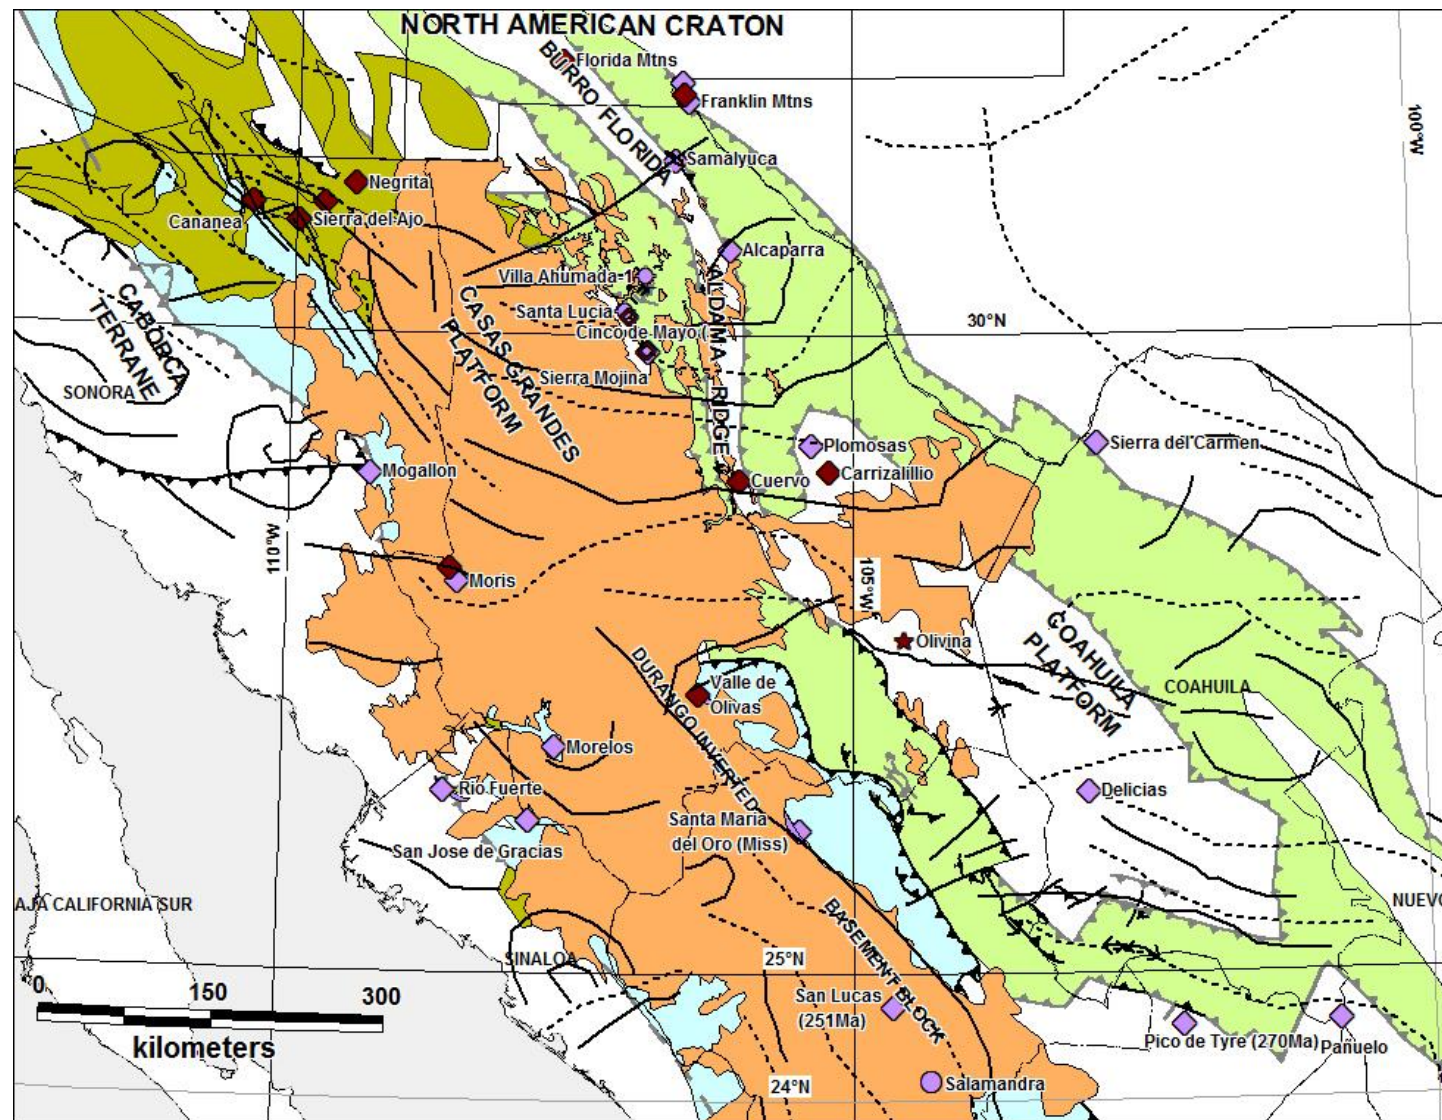 NORTH AMERICAN CRATON
BURRO FLORIDA
Florida Mtns
Franklin Mtns
100°W
Samalyuca
Negrita
Cananea
Sierra del Ajo
Alcaparra
Villa Ahumada-1
ALDAMA RIDGE
CABORCA
TERRANE
CASAS GRANDES
PLATFORM
Santa Lucia
Cinco de Mayo (
30°N
Sierra Mojina
SONORA
Plomosas
Sierra del Carmen
Mogallon
Cuervo
Carrizalillio
110°W
Moris
105°W
COAHUILA
PLATFORM
Olivina
DURANGO INVERTED
BASEMENT BLOCK
Valle de
Olivas
COAHUILA
Morelos
Rio Fuerte
Delicias
Santa Maria
del Oro (Miss)
San Jose de Gracias
AJA CALIFORNIA SUR
NUEVO
SINALOA
25°N
0 150 300
kilometers
San Lucas
(251Ma)
Pico de Tyre (270Ma)
Pañuelo
24°N
Salamandra